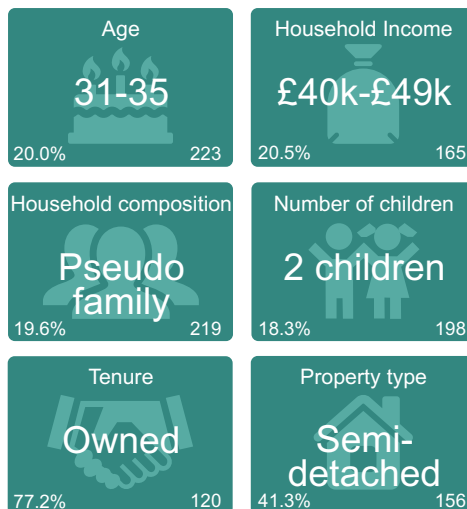 Age
31-35
20.0% 223
Household Income
£40k-£49k
20.5% 165
Household composition
Pseudo
family
19.6% 219
Number of children
2 children
18.3% 198
Tenure
Owned
77.2% 120
Property type
Semi-
detached
41.3% 156